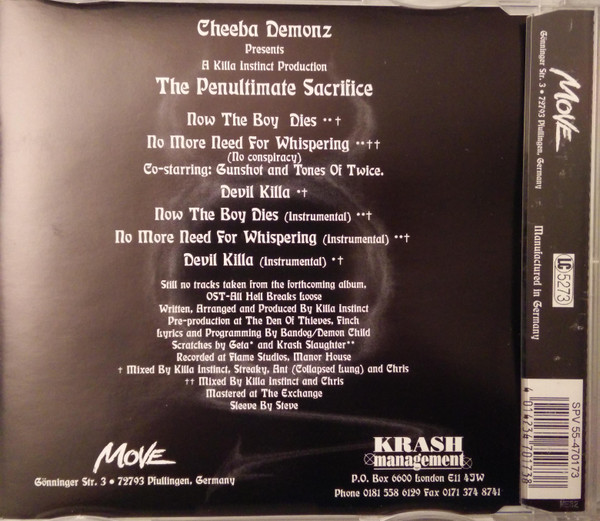 Cheeba Demonz
Presents
A Killa Instinct Production
The Penultimate Sacrifice
Now The Boy Dies **†
No More Need For Whispering **††
(No conspiracy)
Co-starring: Gunshot and Tones Of Twice.
Devil Killa *†
Now The Boy Dies (Instrumental) **†
No More Need For Whispering (Instrumental) **†
Devil Killa (Instrumental) *†
Still no tracks taken from the forthcoming album,
OST-All Hell Breaks Loose
Written, Arranged and Produced By Killa Instinct
Pre-production at The Den Of Thieves, Finch
Lyrics and Programming By Bandog/Demon Child
Scratches by Geta* and Krash Slaughter**
Recorded at Flame Studios, Manor House
† Mixed By Killa Instinct, Streaky, Ant (Collapsed Lung) and Chris
†† Mixed By Killa Instinct and Chris
Mastered at The Exchange
Sleeve By Steve
MOVE
Gönninger Str. 3 • 72793 Pfullingen, Germany
KRASH
management
P.O. Box 6600 London E11 4JW
Phone 0181 558 6129 Fax 0171 374 8741
MOVE
Gönninger Str. 3 • 72793 Pfullingen, Germany
Manufactured in Germany
LC 5273
SPV 55-470173
4 014234 701738